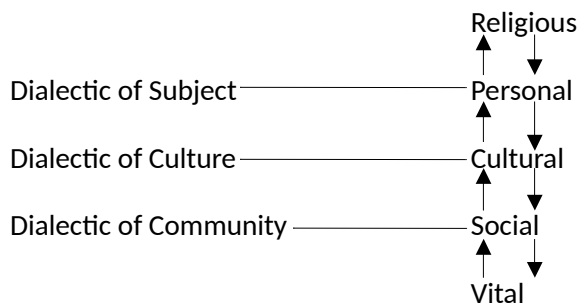 Religious
Dialectic of Subject Personal
Dialectic of Culture Cultural
Dialectic of Community Social
Vital